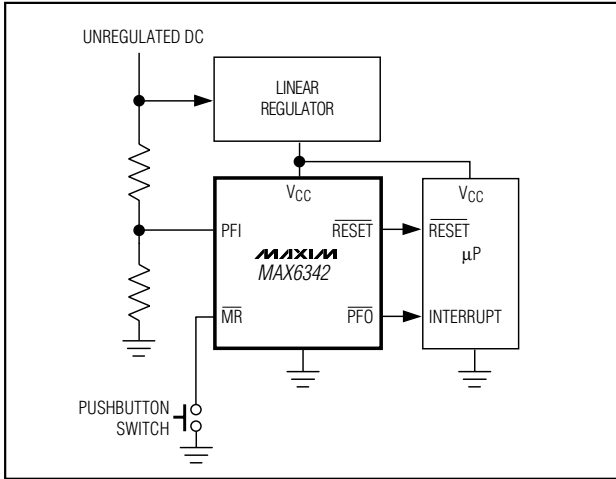 UNREGULATED DC
LINEAR
REGULATOR
VCC
VCC
PFI
RESET
RESET
MAXIM
MAX6342
μP
MR
PFO
INTERRUPT
PUSHBUTTON
SWITCH